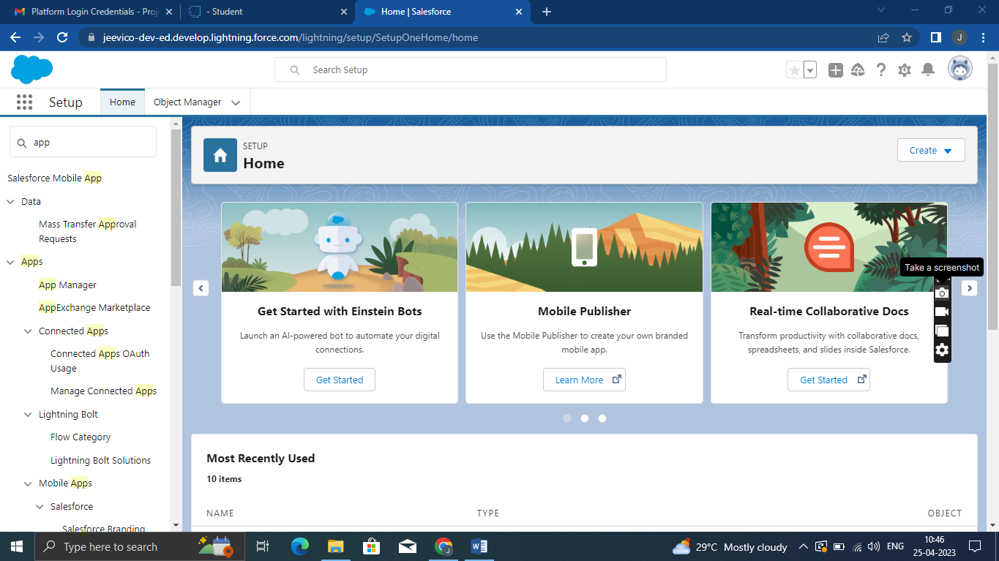 Platform Login Credentials - Proj
- Student
Home | Salesforce
jeevico-dev-ed.develop.lightning.force.com/lightning/setup/SetupOneHome/home
J
Search Setup
Setup
Home
Object Manager
app
Salesforce Mobile App
Data
Mass Transfer Approval
Requests
Apps
App Manager
AppExchange Marketplace
Connected Apps
Connected Apps OAuth
Usage
Manage Connected Apps
Lightning Bolt
Flow Category
Lightning Bolt Solutions
Mobile Apps
Salesforce
Salesforce Branding
SETUP
Home
Create
Get Started with Einstein Bots
Launch an AI-powered bot to automate your digital
connections.
Get Started
Mobile Publisher
Use the Mobile Publisher to create your own branded
mobile app.
Learn More
Real-time Collaborative Docs
Transform productivity with collaborative docs,
spreadsheets, and slides inside Salesforce.
Get Started
Take a screenshot
Most Recently Used
10 items
NAME
TYPE
OBJECT
Type here to search
29°C Mostly cloudy
ENG
10:46
25-04-2023